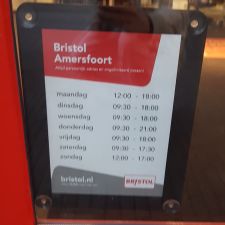 Bristol
Amersfoort
maandag 12:00 - 18:00
dinsdag 09:30 - 18:00
woensdag 09:30 - 18:00
donderdag 09:30 - 21:00
vrijdag 09:30 - 18:00
zaterdag 09:30 - 17:30
zondag 12:00 - 17:00
bristol.nl
BRISTOL